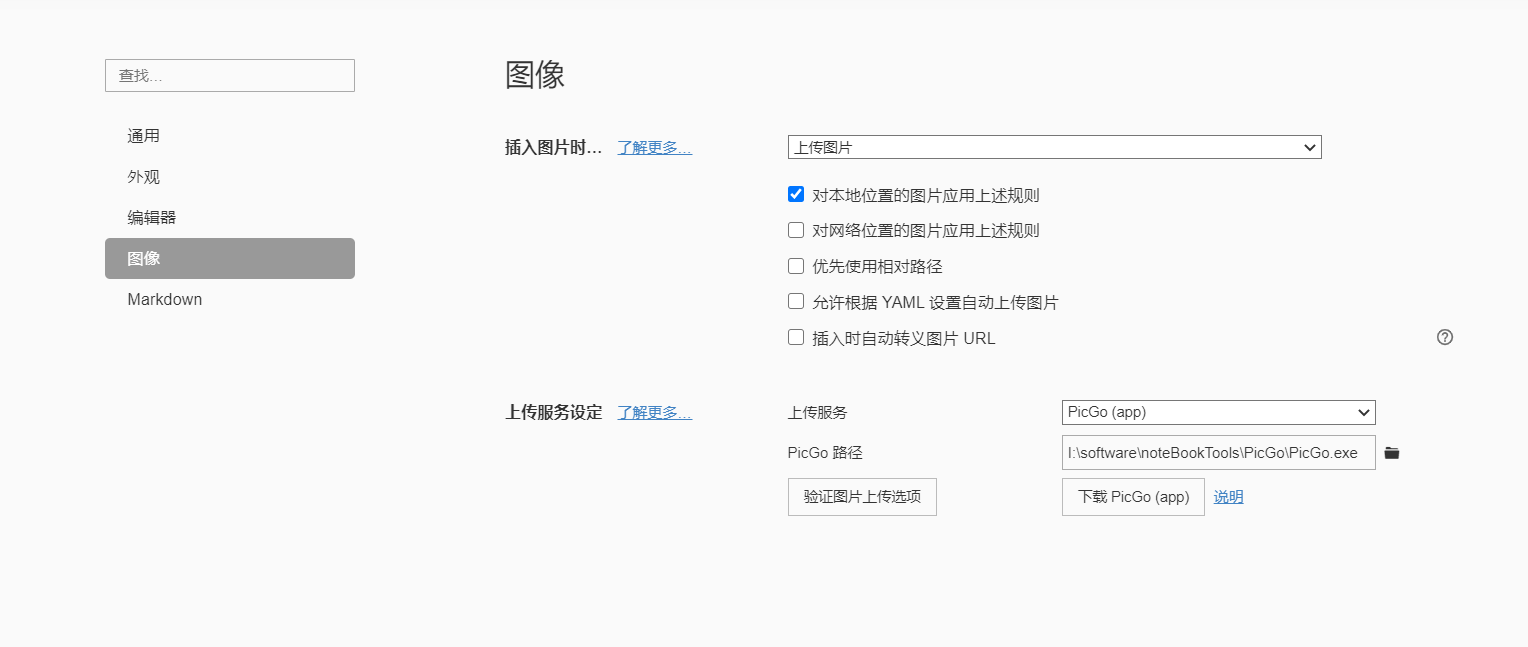 查找...
通用
外观
编辑器
图像
Markdown
图像
插入图片时... 了解更多... 上传图片
对本地位置的图片应用上述规则
对网络位置的图片应用上述规则
优先使用相对路径
允许根据 YAML 设置自动上传图片
插入时自动转义图片 URL
上传服务设定 了解更多... 上传服务 PicGo (app)
PicGo 路径 I:\software\noteBookTools\PicGo\PicGo.exe
验证图片上传选项 下载 PicGo (app) 说明